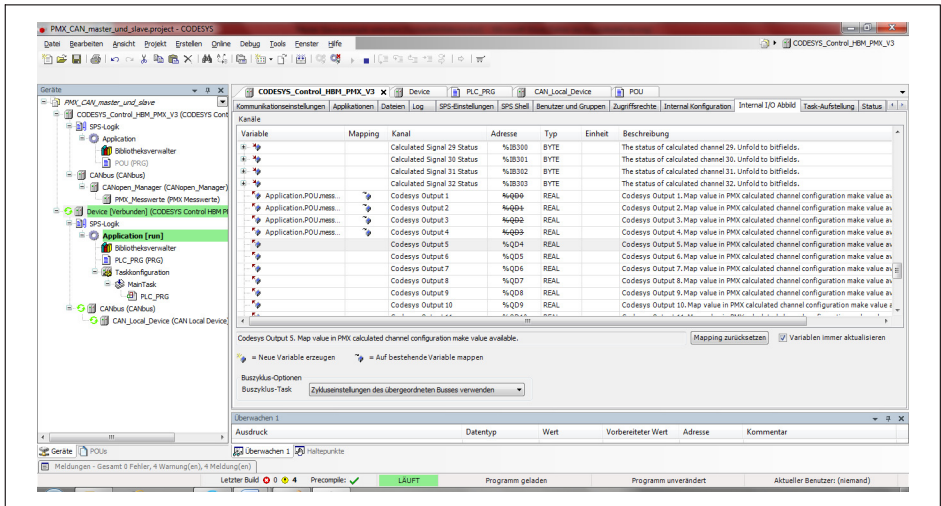 PMX_CAN_master_und_slave.project - CODESYS
Datei Bearbeiten Ansicht Projekt Erstellen Online Debug Tools Fenster Hilfe
CODESYS_Control_HBM_PMX_V3
Geräte
PMX_CAN_master_und_slave
CODESYS_Control_HBM_PMX_V3 (CODESYS Cont
SPS-Logik
Application
Bibliotheksverwalter
POU (PRG)
CANbus (CANbus)
CANopen_Manager (CANopen_Manager)
PMX_Messwerte (PMX Messwerte)
Device [Verbunden] (CODESYS Control HBM P
SPS-Logik
Application [run]
Bibliotheksverwalter
PLC_PRG (PRG)
Taskkonfiguration
MainTask
PLC_PRG
CANbus (CANbus)
CAN_Local_Device (CAN Local Device
Geräte POUs
CODESYS_Control_HBM_PMX_V3 Device PLC_PRG CAN_Local_Device POU
Kommunikationseinstellungen Applikationen Dateien Log SPS-Einstellungen SPS Shell Benutzer und Gruppen Zugriffsrechte Internal Konfiguration Internal I/O Abbild Task-Aufstellung Status
Kanäle
Variable Mapping Kanal Adresse Typ Einheit Beschreibung
Calculated Signal 29 Status %IB300 BYTE The status of calculated channel 29. Unfold to bitfields.
Calculated Signal 30 Status %IB301 BYTE The status of calculated channel 30. Unfold to bitfields.
Calculated Signal 31 Status %IB302 BYTE The status of calculated channel 31. Unfold to bitfields.
Calculated Signal 32 Status %IB303 BYTE The status of calculated channel 32. Unfold to bitfields.
Application.POU.mess... Codesys Output 1 %QD0 REAL Codesys Output 1. Map value in PMX calculated channel configuration make value av
Application.POU.mess... Codesys Output 2 %QD1 REAL Codesys Output 2. Map value in PMX calculated channel configuration make value av
Application.POU.mess... Codesys Output 3 %QD2 REAL Codesys Output 3. Map value in PMX calculated channel configuration make value av
Application.POU.mess... Codesys Output 4 %QD3 REAL Codesys Output 4. Map value in PMX calculated channel configuration make value av
Codesys Output 5 %QD4 REAL Codesys Output 5. Map value in PMX calculated channel configuration make value av
Codesys Output 6 %QD5 REAL Codesys Output 6. Map value in PMX calculated channel configuration make value av
Codesys Output 7 %QD6 REAL Codesys Output 7. Map value in PMX calculated channel configuration make value av
Codesys Output 8 %QD7 REAL Codesys Output 8. Map value in PMX calculated channel configuration make value av
Codesys Output 9 %QD8 REAL Codesys Output 9. Map value in PMX calculated channel configuration make value av
Codesys Output 10 %QD9 REAL Codesys Output 10. Map value in PMX calculated channel configuration make value a
Codesys Output 5. Map value in PMX calculated channel configuration make value available.
Mapping zurücksetzen Variablen immer aktualisieren
= Neue Variable erzeugen = Auf bestehende Variable mappen
Buszyklus-Optionen
Buszyklus-Task Zykluseinstellungen des übergeordneten Busses verwenden
Überwachen 1
Ausdruck Datentyp Wert Vorbereiteter Wert Adresse Kommentar
Überwachen 1 Haltepunkte
Meldungen - Gesamt 0 Fehler, 4 Warnung(en), 4 Meldung(en)
Letzter Build 0 4 Precompile: LÄUFT Programm geladen Programm unverändert Aktueller Benutzer: (niemand)